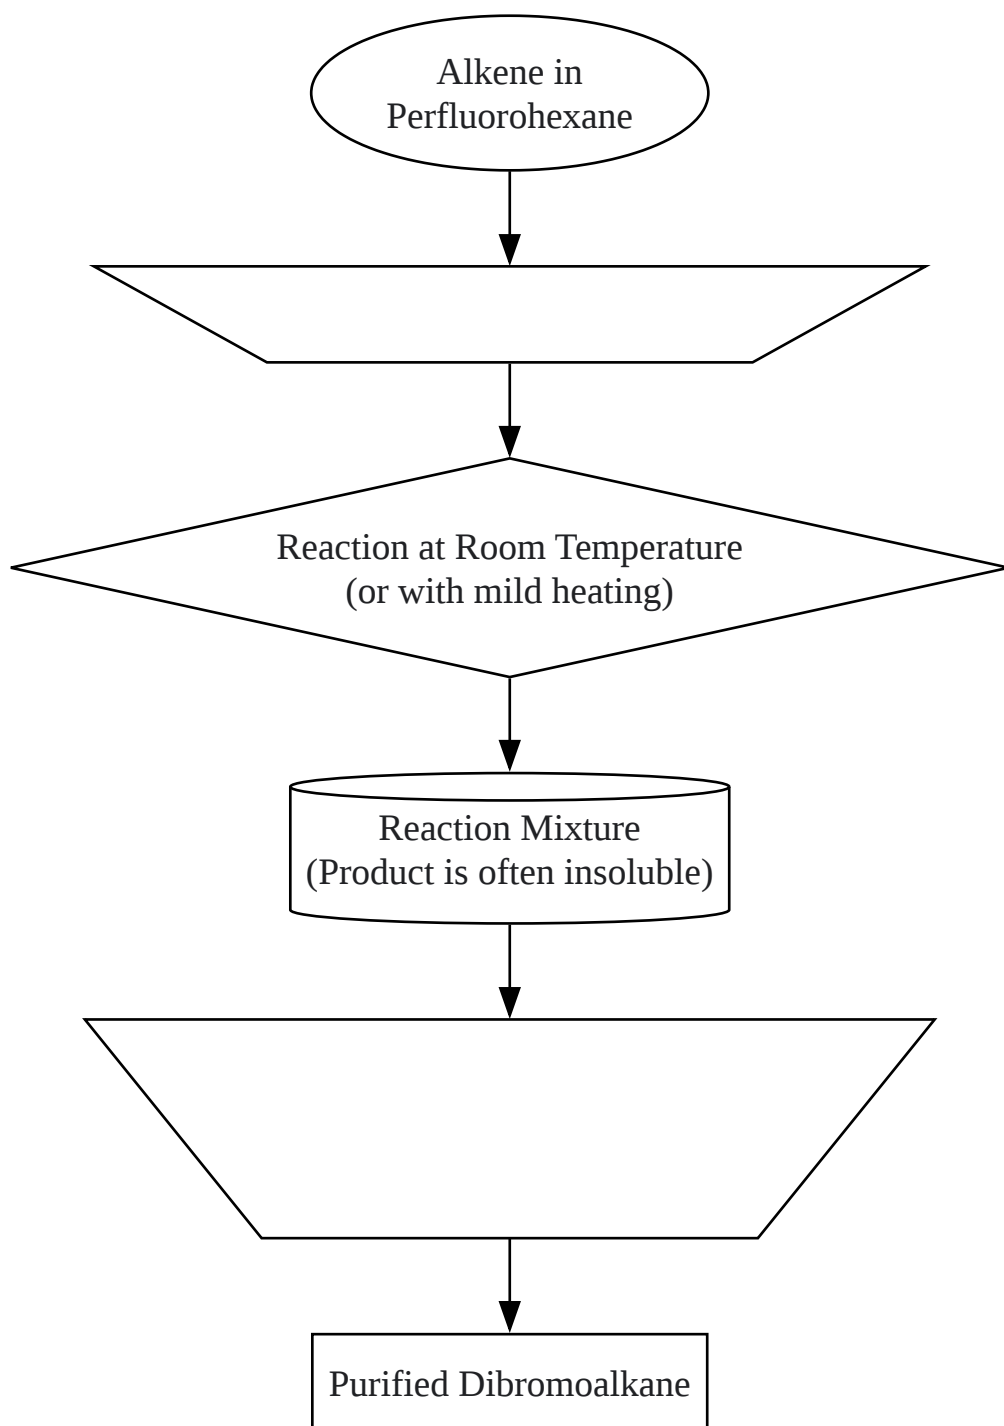 Alkene in
Perfluorohexane
Reaction at Room Temperature
(or with mild heating)
Reaction Mixture
(Product is often insoluble)
Purified Dibromoalkane